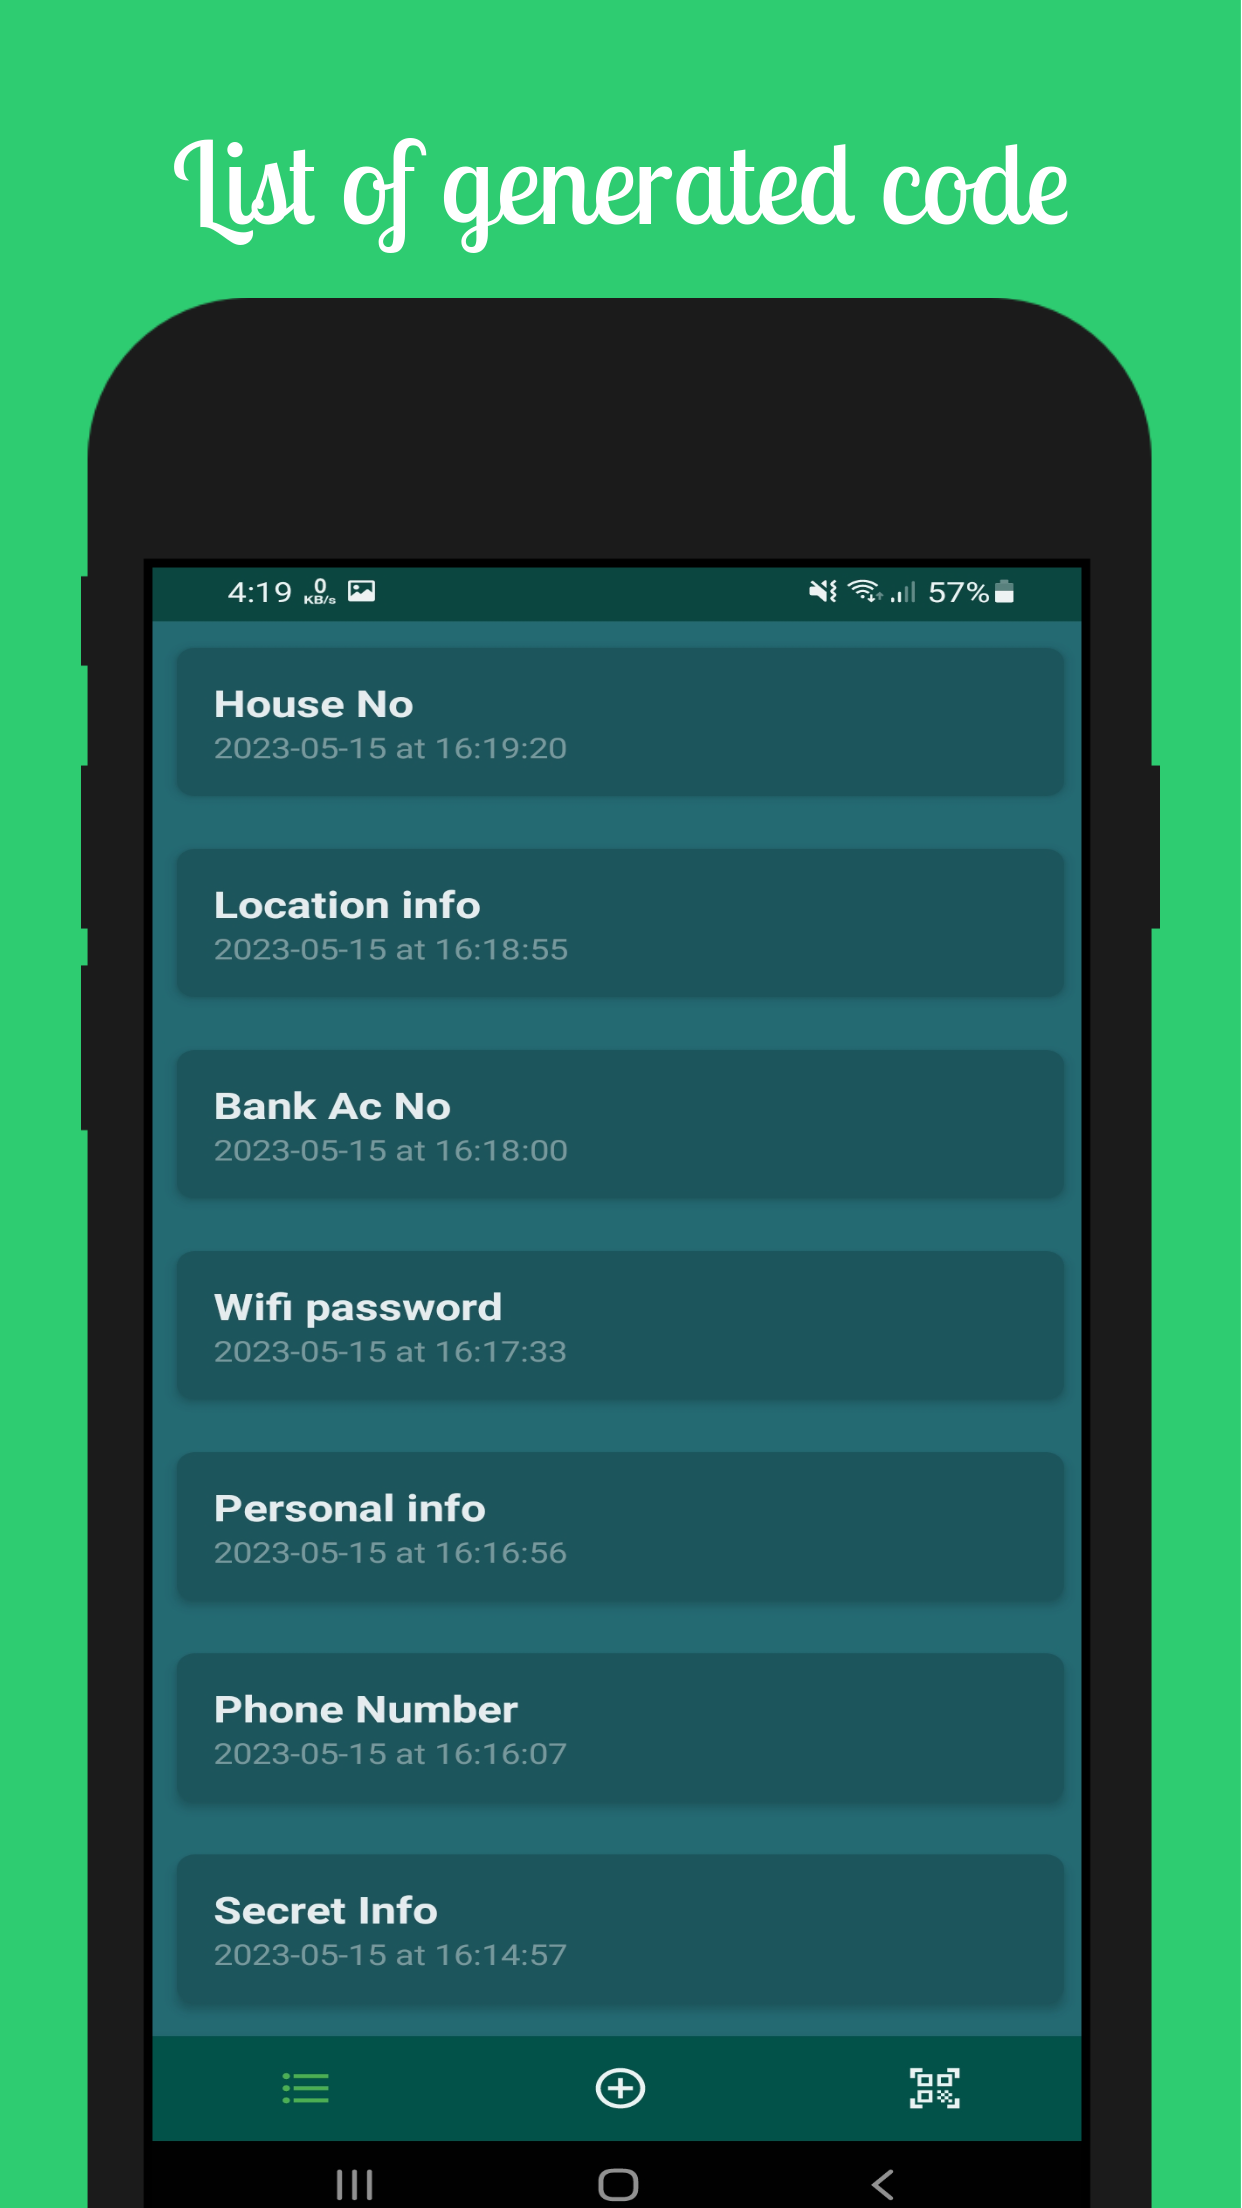 List of generated code
4:19 0 KB/s 57%
House No
2023-05-15 at 16:19:20
Location info
2023-05-15 at 16:18:55
Bank Ac No
2023-05-15 at 16:18:00
Wifi password
2023-05-15 at 16:17:33
Personal info
2023-05-15 at 16:16:56
Phone Number
2023-05-15 at 16:16:07
Secret Info
2023-05-15 at 16:14:57